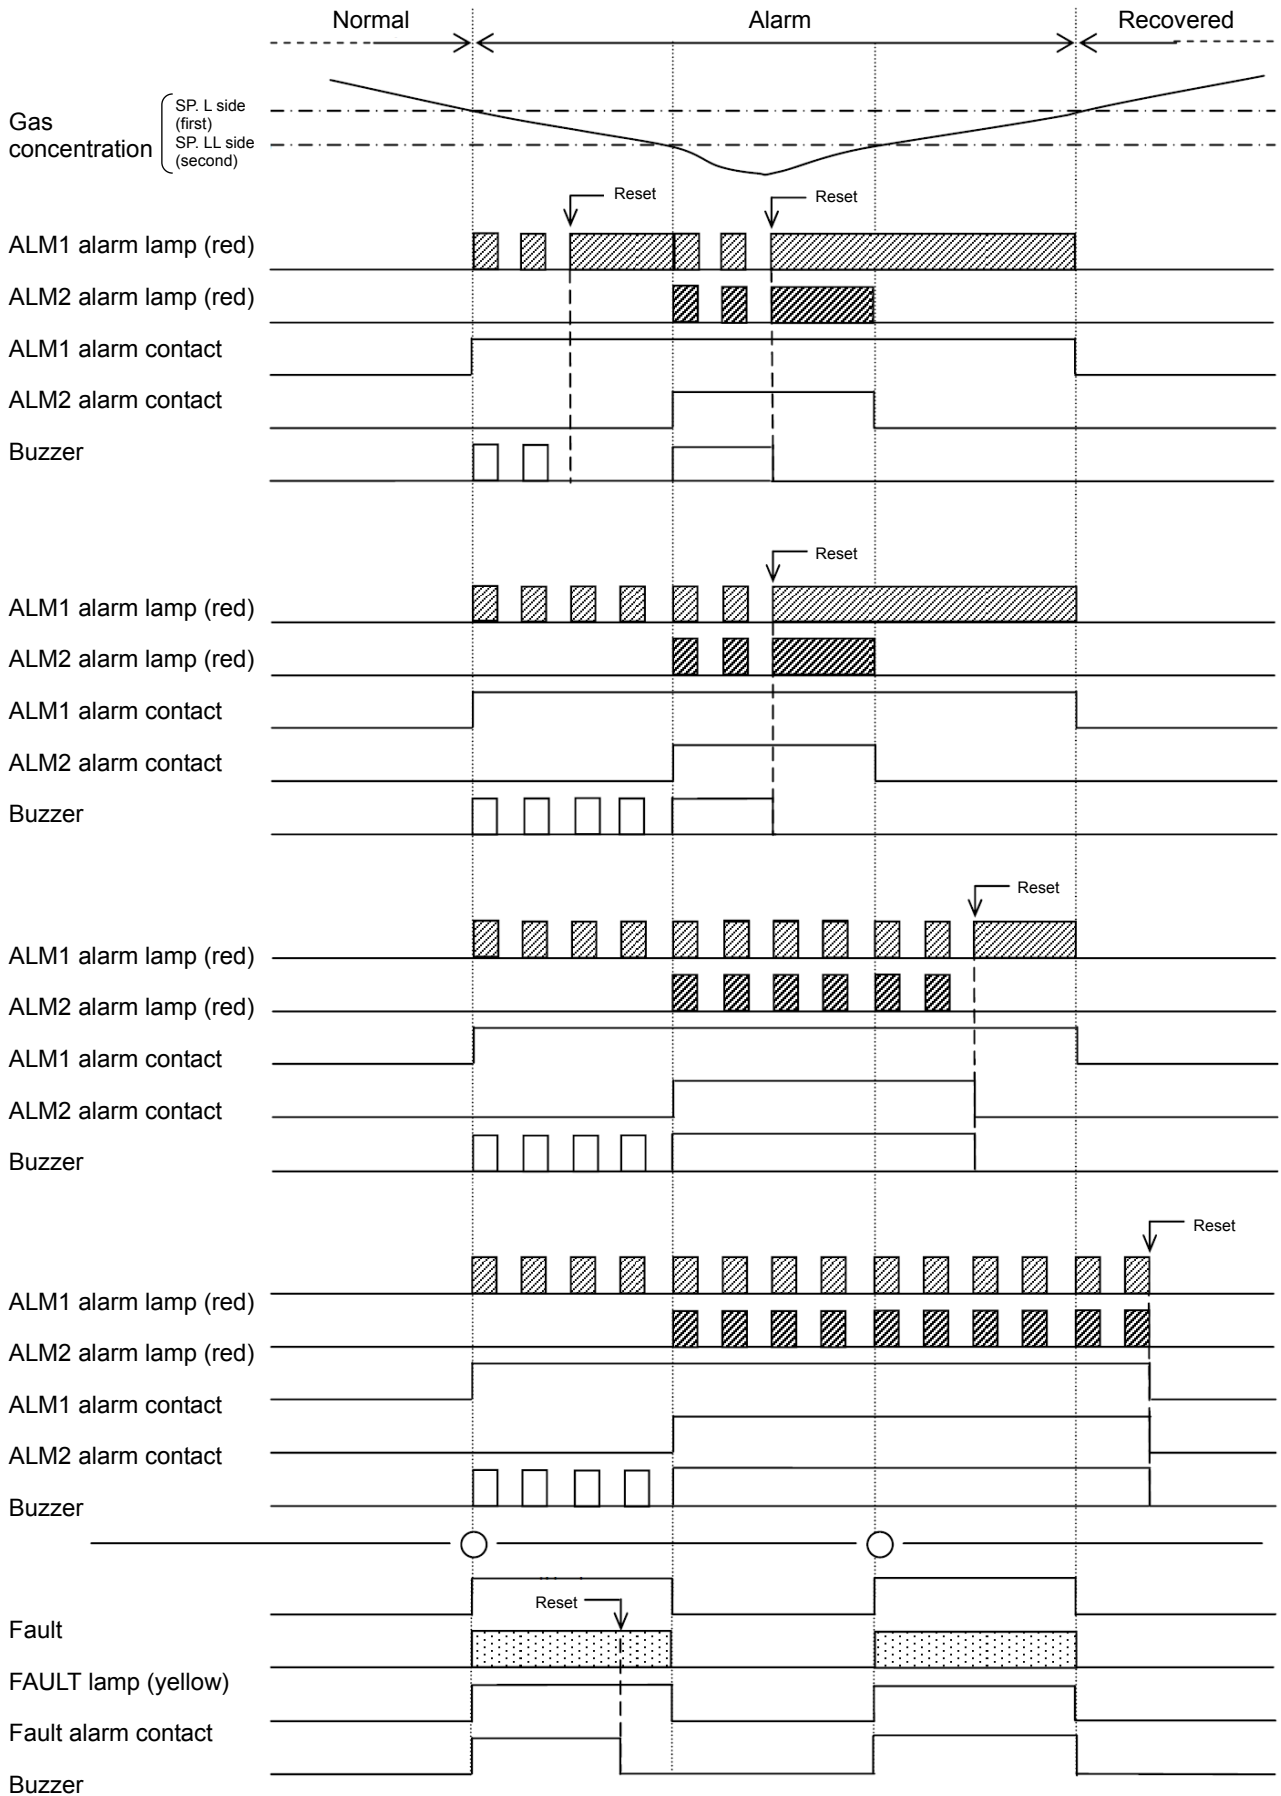 Normal
Alarm
Recovered
Gas
concentration
SP. L side
(first)
SP. LL side
(second)
Reset
Reset
ALM1 alarm lamp (red)
ALM2 alarm lamp (red)
ALM1 alarm contact
ALM2 alarm contact
Buzzer
Reset
ALM1 alarm lamp (red)
ALM2 alarm lamp (red)
ALM1 alarm contact
ALM2 alarm contact
Buzzer
Reset
ALM1 alarm lamp (red)
ALM2 alarm lamp (red)
ALM1 alarm contact
ALM2 alarm contact
Buzzer
Reset
ALM1 alarm lamp (red)
ALM2 alarm lamp (red)
ALM1 alarm contact
ALM2 alarm contact
Buzzer
Reset
Fault
FAULT lamp (yellow)
Fault alarm contact
Buzzer